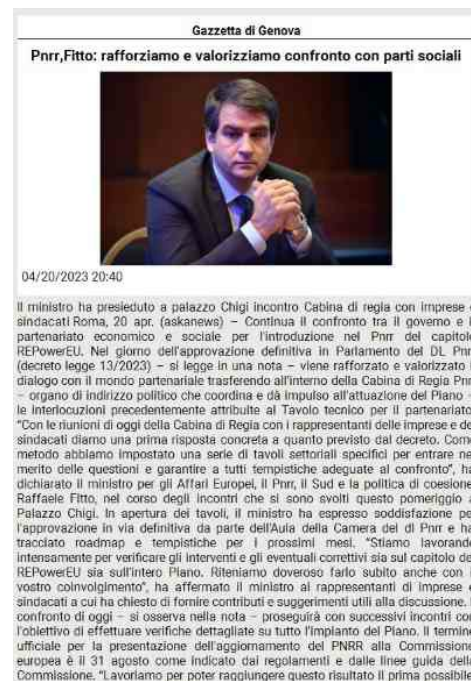 Gazzetta di Genova
Pnrr,Fitto: rafforziamo e valorizziamo confronto con parti sociali
04/20/2023 20:40
Il ministro ha presieduto a palazzo Chigi incontro Cabina di regia con imprese e
sindacati Roma, 20 apr. (askanews) – Continua il confronto tra il governo e il
partenariato economico e sociale per l'introduzione nel Pnrr del capitolo
REPowerEU. Nel giorno dell'approvazione definitiva in Parlamento del DL Pnrr
(decreto legge 13/2023) – si legge in una nota – viene rafforzato e valorizzato il
dialogo con il mondo partenariale trasferendo all'interno della Cabina di Regia Pnrr
– organo di indirizzo politico che coordina e dà impulso all'attuazione del Piano –
le interlocuzioni precedentemente attribuite al Tavolo tecnico per il partenariato.
"Con le riunioni di oggi della Cabina di Regia con i rappresentanti delle imprese e dei
sindacati diamo una prima risposta concreta a quanto previsto dal decreto. Come
metodo abbiamo impostato una serie di tavoli settoriali specifici per entrare nel
merito delle questioni e garantire a tutti tempistiche adeguate al confronto", ha
dichiarato il ministro per gli Affari Europei, il Pnrr, il Sud e la politica di coesione
Raffaele Fitto, nel corso degli incontri che si sono svolti questo pomeriggio a
Palazzo Chigi. In apertura dei tavoli, il ministro ha espresso soddisfazione per
l'approvazione in via definitiva da parte dell'Aula della Camera del dl Pnrr e ha
tracciato roadmap e tempistiche per i prossimi mesi. "Stiamo lavorando
intensamente per verificare gli interventi e gli eventuali correttivi sia sul capitolo del
REPowerEU sia sull'intero Piano. Riteniamo doveroso farlo subito anche con il
vostro coinvolgimento", ha affermato il ministro ai rappresentanti di imprese e
sindacati a cui ha chiesto di fornire contributi e suggerimenti utili alla discussione. Il
confronto di oggi – si osserva nella nota – proseguirà con successivi incontri con
l'obiettivo di effettuare verifiche dettagliate su tutto l'impianto del Piano. Il termine
ufficiale per la presentazione dell'aggiornamento del PNRR alla Commissione
europea è il 31 agosto come indicato dai regolamenti e dalle linee guida della
Commissione. "Lavoriamo per poter raggiungere questo risultato il prima possibile